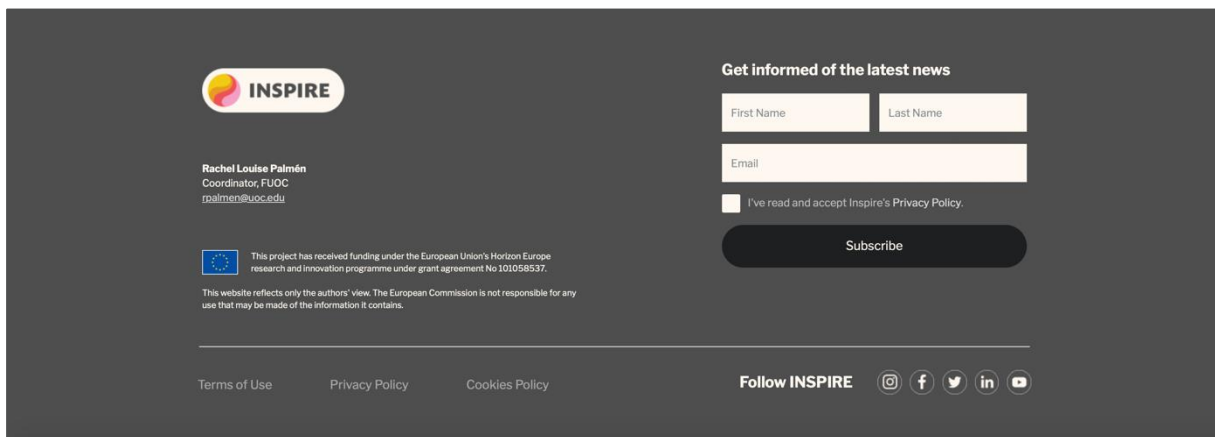 INSPIRE
Rachel Louise Palmén
Coordinator, FUOC
rpalmen@uoc.edu
This project has received funding under the European Union's Horizon Europe
research and innovation programme under grant agreement No 101058537.
This website reflects only the authors' view. The European Commission is not responsible for any
use that may be made of the information it contains.
Get informed of the latest news
First Name
Last Name
Email
I've read and accept Inspire's Privacy Policy.
Subscribe
Terms of Use
Privacy Policy
Cookies Policy
Follow INSPIRE